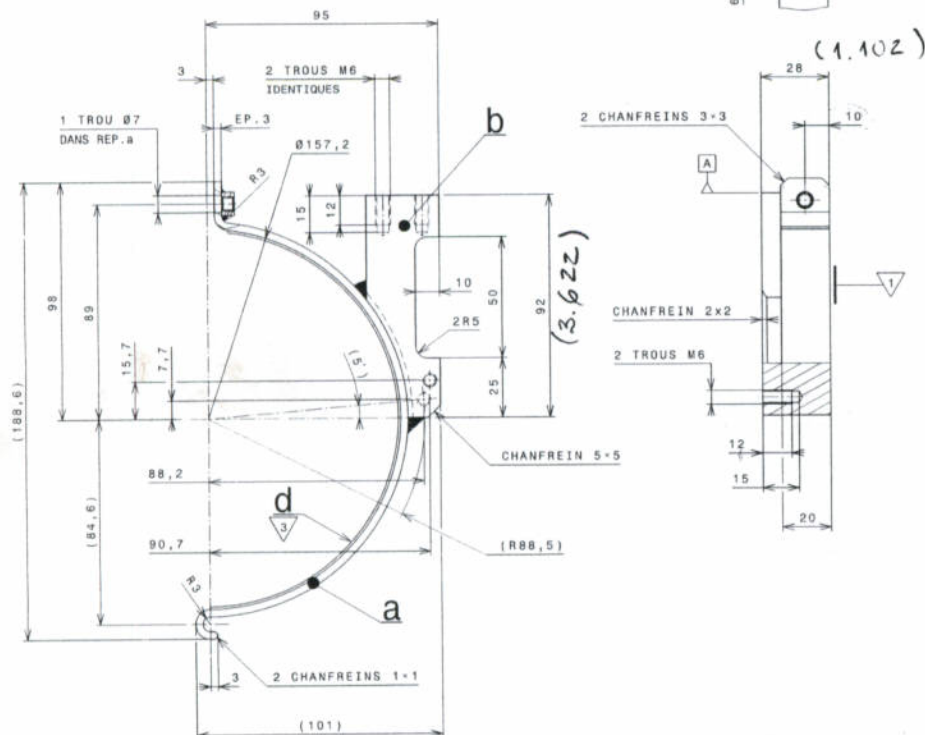 95
(1.102)
3
2 TROUS M6
IDENTIQUES
28
10
1 TROU Ø7
DANS REP.a
EP.3
b
2 CHANFREINS 3×3
Ø157,2
R3
A
15
12
98
89
10
50
92
(3.622)
1
CHANFREIN 2x2
15,7
7,7
(5°)
2R5
25
2 TROUS M6
(188,6)
CHANFREIN 5×5
12
15
88,2
d
3
20
(84,6)
90,7
(R88,5)
R3
a
3
2 CHANFREINS 1×1
(101)